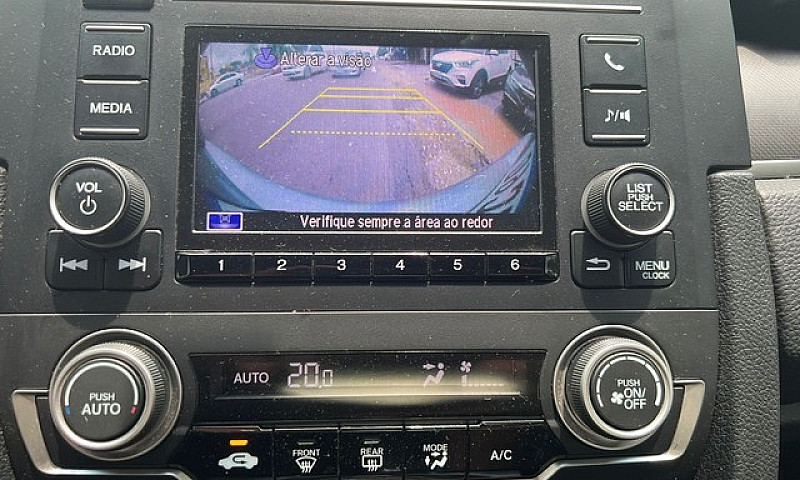 RADIO
MEDIA
Alterar a visão
Verifique sempre a área ao redor
VOL
LIST
PUSH
SELECT
1 2 3 4 5 6
MENU
CLOCK
PUSH
AUTO
AUTO 20.0
PUSH
ON/
OFF
FRONT
REAR
MODE
A/C